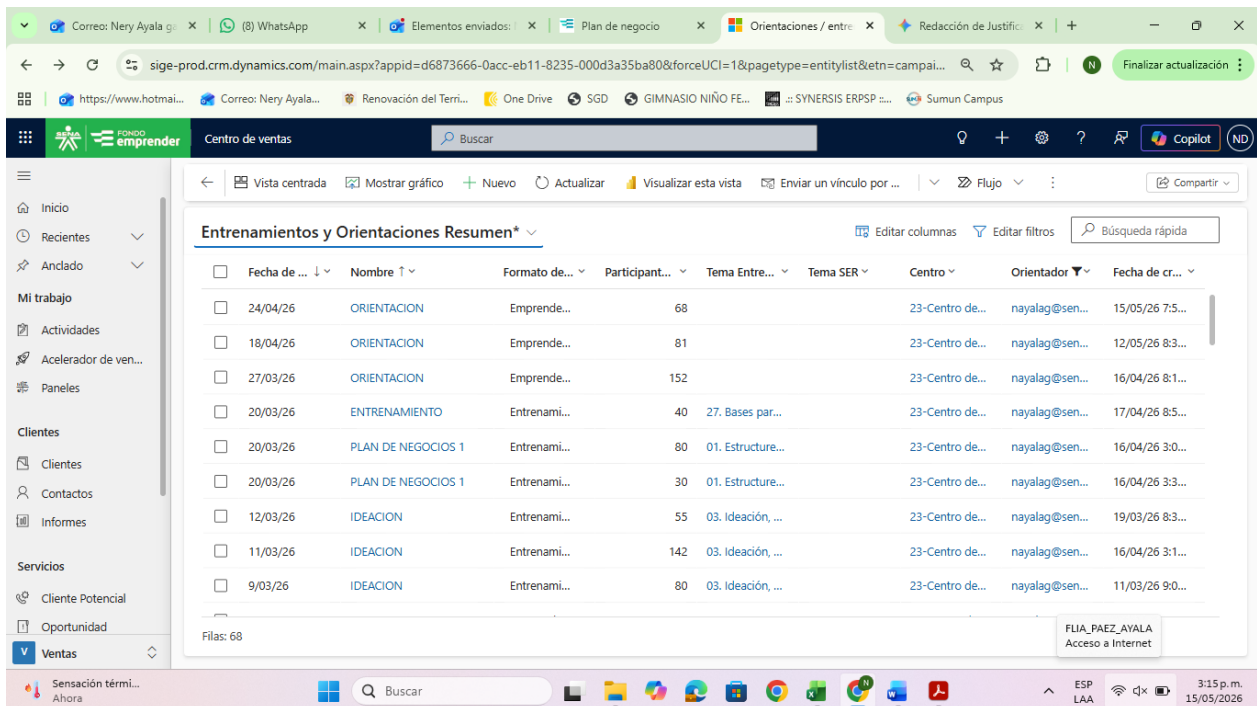 Correo: Nery Ayala ga
(8) WhatsApp
Elementos enviados:
Plan de negocio
Orientaciones / entre
Redacción de Justific
sige-prod.crm.dynamics.com/main.aspx?appid=d6873666-0acc-eb11-8235-000d3a35ba80&forceUCI=1&pagetype=entitylist&etn=campai...
N
Finalizar actualización
https://www.hotmai...
Correo: Nery Ayala...
Renovación del Terri...
One Drive
SGD
GIMNASIO NIÑO FE...
.:: SYNERSIS ERPSP ::...
Sumun Campus
SENA
FONDO
emprender
Centro de ventas
Buscar
Copilot
ND
Vista centrada
Mostrar gráfico
Nuevo
Actualizar
Visualizar esta vista
Enviar un vínculo por ...
Flujo
Compartir
Inicio
Recientes
Anclado
Mi trabajo
Actividades
Acelerador de ven...
Paneles
Clientes
Clientes
Contactos
Informes
Servicios
Cliente Potencial
Oportunidad
V Ventas
Entrenamientos y Orientaciones Resumen*
Editar columnas
Editar filtros
Búsqueda rápida
Fecha de ... Nombre Formato de... Participant... Tema Entre... Tema SER Centro Orientador Fecha de cr...
24/04/26 ORIENTACION Emprende... 68 23-Centro de... nayalag@sen... 15/05/26 7:5...
18/04/26 ORIENTACION Emprende... 81 23-Centro de... nayalag@sen... 12/05/26 8:3...
27/03/26 ORIENTACION Emprende... 152 23-Centro de... nayalag@sen... 16/04/26 8:1...
20/03/26 ENTRENAMIENTO Entrenami... 40 27. Bases par... 23-Centro de... nayalag@sen... 17/04/26 8:5...
20/03/26 PLAN DE NEGOCIOS 1 Entrenami... 80 01. Estructure... 23-Centro de... nayalag@sen... 16/04/26 3:0...
20/03/26 PLAN DE NEGOCIOS 1 Entrenami... 30 01. Estructure... 23-Centro de... nayalag@sen... 16/04/26 3:3...
12/03/26 IDEACION Entrenami... 55 03. Ideación, ... 23-Centro de... nayalag@sen... 19/03/26 8:3...
11/03/26 IDEACION Entrenami... 142 03. Ideación, ... 23-Centro de... nayalag@sen... 16/04/26 3:1...
9/03/26 IDEACION Entrenami... 80 03. Ideación, ... 23-Centro de... nayalag@sen... 11/03/26 9:0...
Filas: 68
FLIA_PAEZ_AYALA
Acceso a Internet
Sensación térmi...
Ahora
Buscar
ESP
LAA
3:15 p.m.
15/05/2026